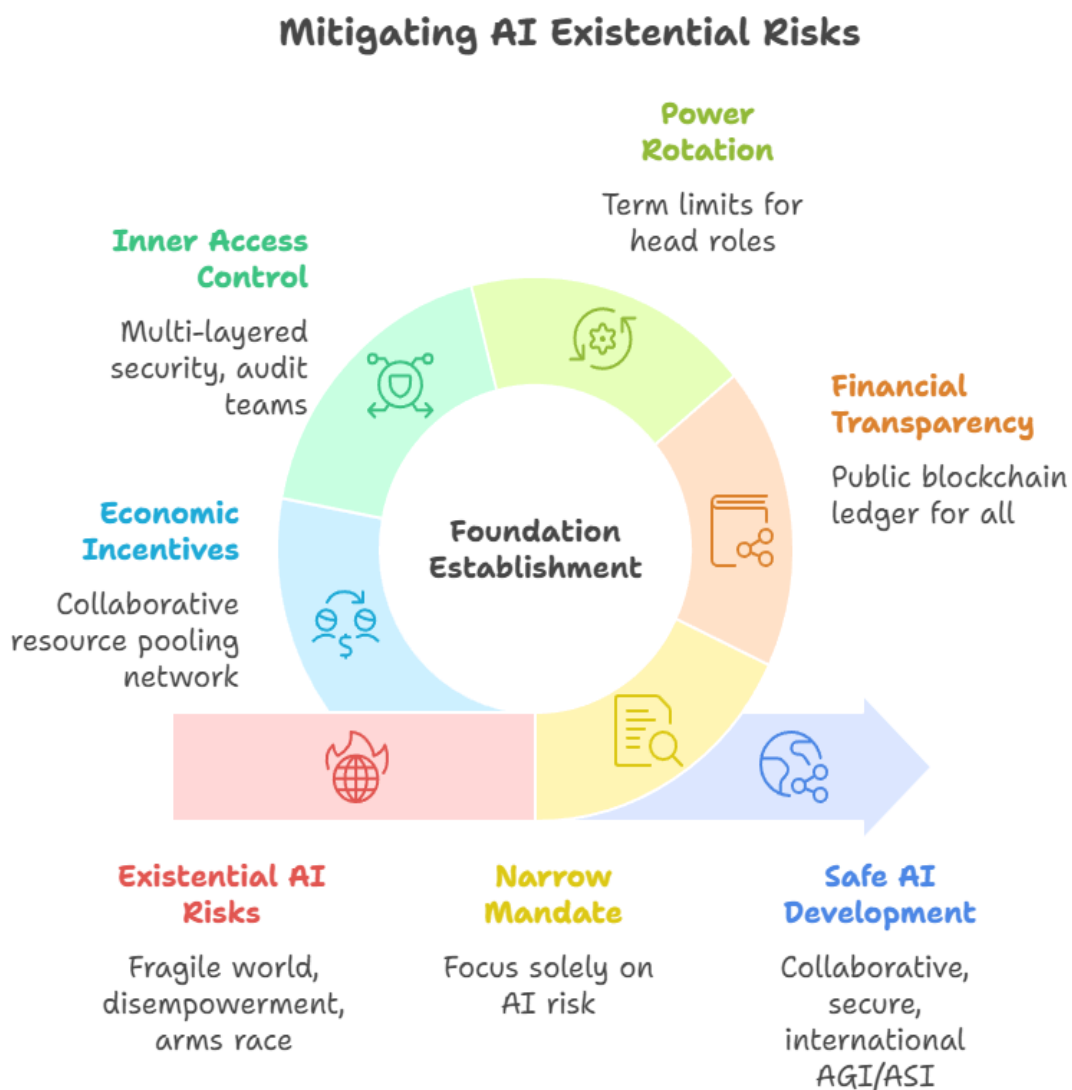 Mitigating AI Existential Risks
Power
Rotation
Term limits for
head roles
Inner Access
Control
Multi-layered
security, audit
teams
Financial
Transparency
Public blockchain
ledger for all
Economic
Incentives
Collaborative
resource pooling
network
Foundation
Establishment
$
Existential AI
Risks
Fragile world,
disempowerment,
arms race
Narrow
Mandate
Focus solely on
AI risk
Safe AI
Development
Collaborative,
secure,
international
AGI/ASI